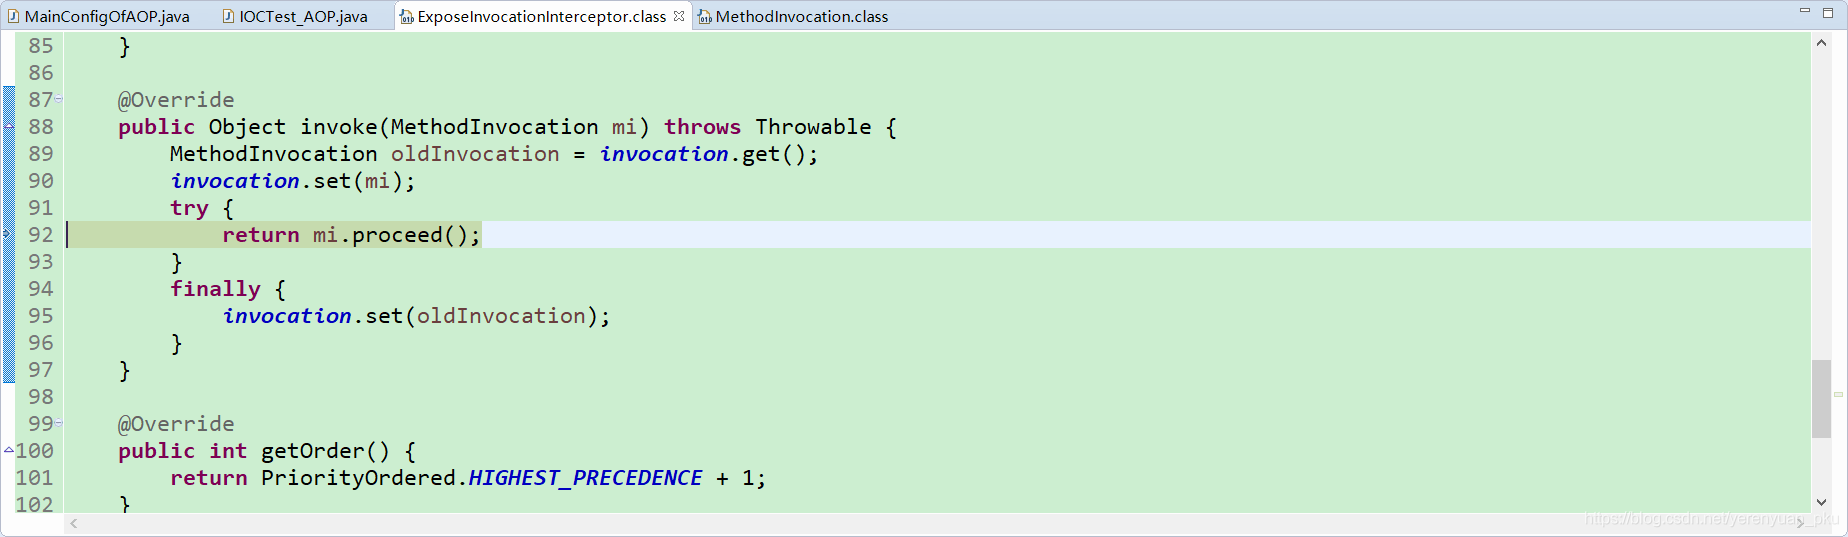 MainConfigOfAOP.java IOCTest_AOP.java ExposeInvocationInterceptor.class MethodInvocation.class
85 }
86
87 @Override
88 public Object invoke(MethodInvocation mi) throws Throwable {
89 MethodInvocation oldInvocation = invocation.get();
90 invocation.set(mi);
91 try {
92 return mi.proceed();
93 }
94 finally {
95 invocation.set(oldInvocation);
96 }
97 }
98
99 @Override
100 public int getOrder() {
101 return PriorityOrdered.HIGHEST_PRECEDENCE + 1;
102 }
https://blog.csdn.net/yerenyuan_pku